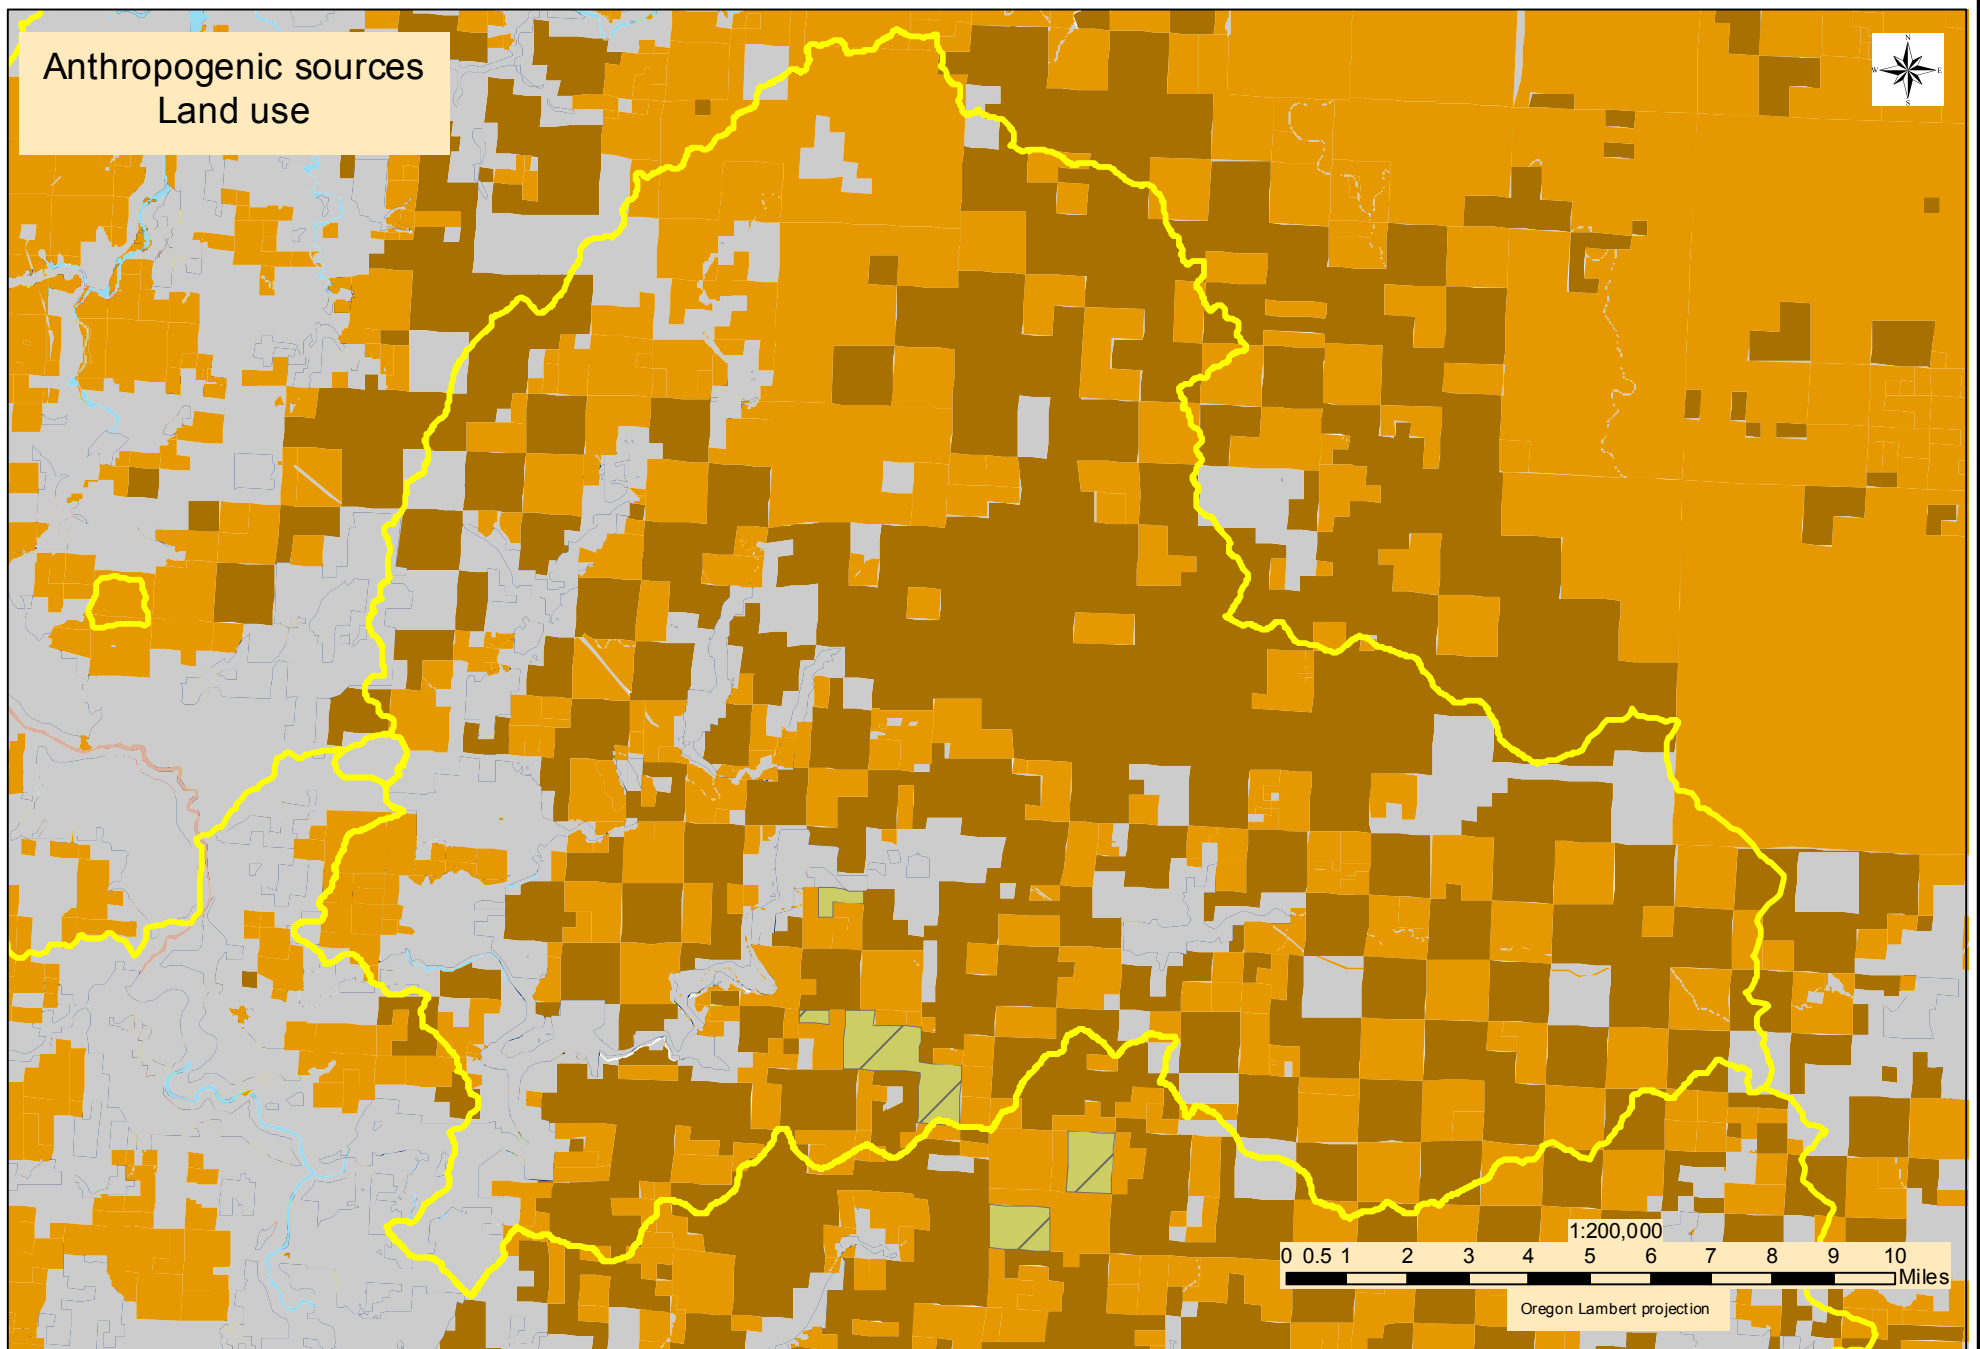 Anthropogenic sources
Land use
N
W
E
S
1:200,000
0 0.5 1 2 3 4 5 6 7 8 9 10
Miles
Oregon Lambert projection